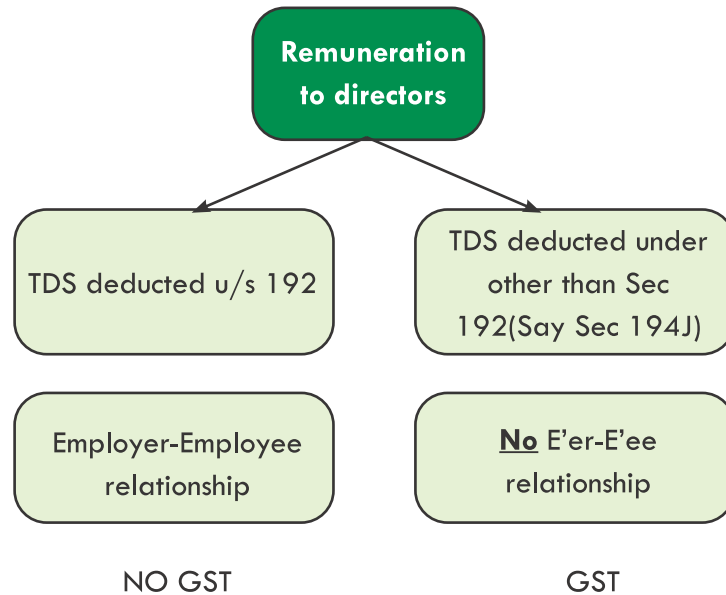 Remuneration
to directors
TDS deducted u/s 192
TDS deducted under
other than Sec
192(Say Sec 194J)
Employer-Employee
relationship
No E’er-E’ee
relationship
NO GST
GST